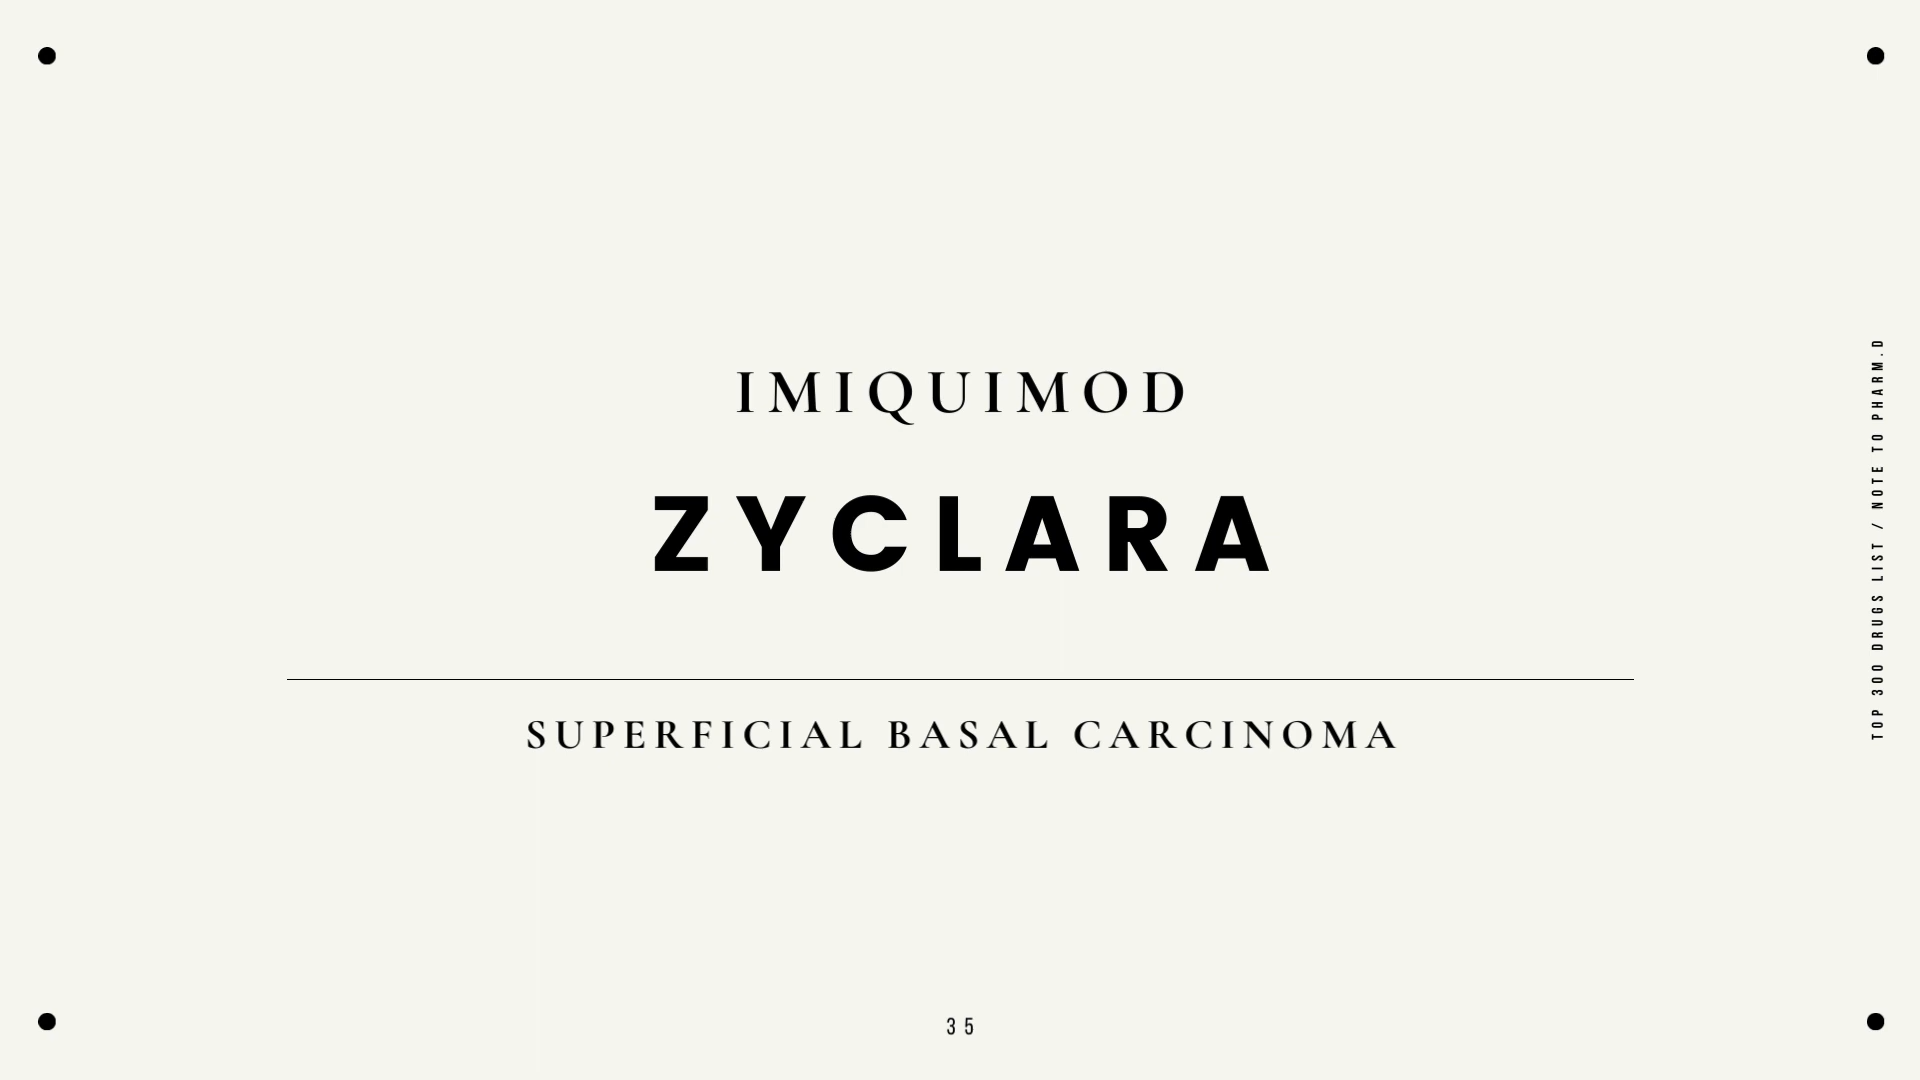 IMIQUIMOD
ZYCLARA
SUPERFICIAL BASAL CARCINOMA
35
TOP 300 DRUGS LIST / NOTE TO PHARM.D